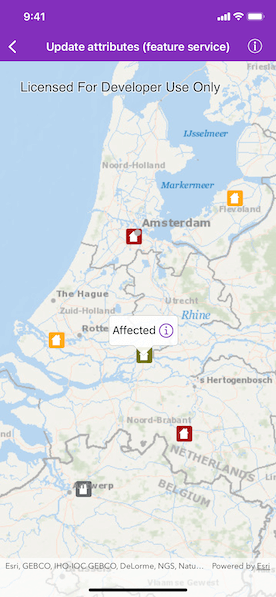 9:41
Update attributes (feature service)
Licensed For Developer Use Only
Friesland
IJsselmeer
Noord-Holland
Markermeer
Flevoland
Amsterdam
The Hague
Utrecht
Zuid-Holland
Rhine
Rotte
Affected
's Hertogenbosch
Noord-Brabant
NETHERLANDS
BELGIUM
Antwerp
Esri, GEBCO, IHO-IOC GEBCO, DeLorme, NGS, Natu...
Powered by Esri
Vlaams Gewest